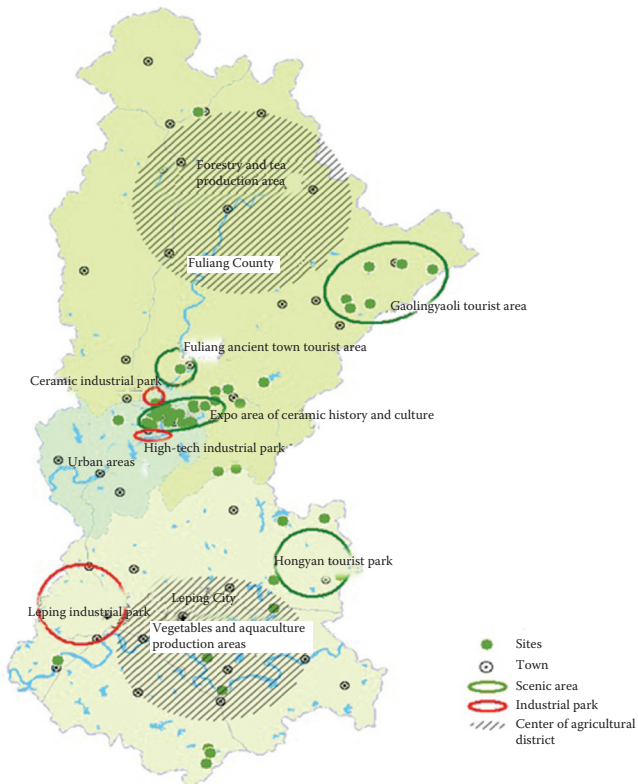 Forestry and tea
production area
Fuliang County
Gaolingyaoli tourist area
Fuliang ancient town tourist area
Ceramic industrial park
Expo area of ceramic history and culture
High-tech industrial park
Urban areas
Hongyan tourist park
Leping City
Leping industrial park
Vegetables and aquaculture
production areas
Sites
Town
Scenic area
Industrial park
Center of agricultural
district